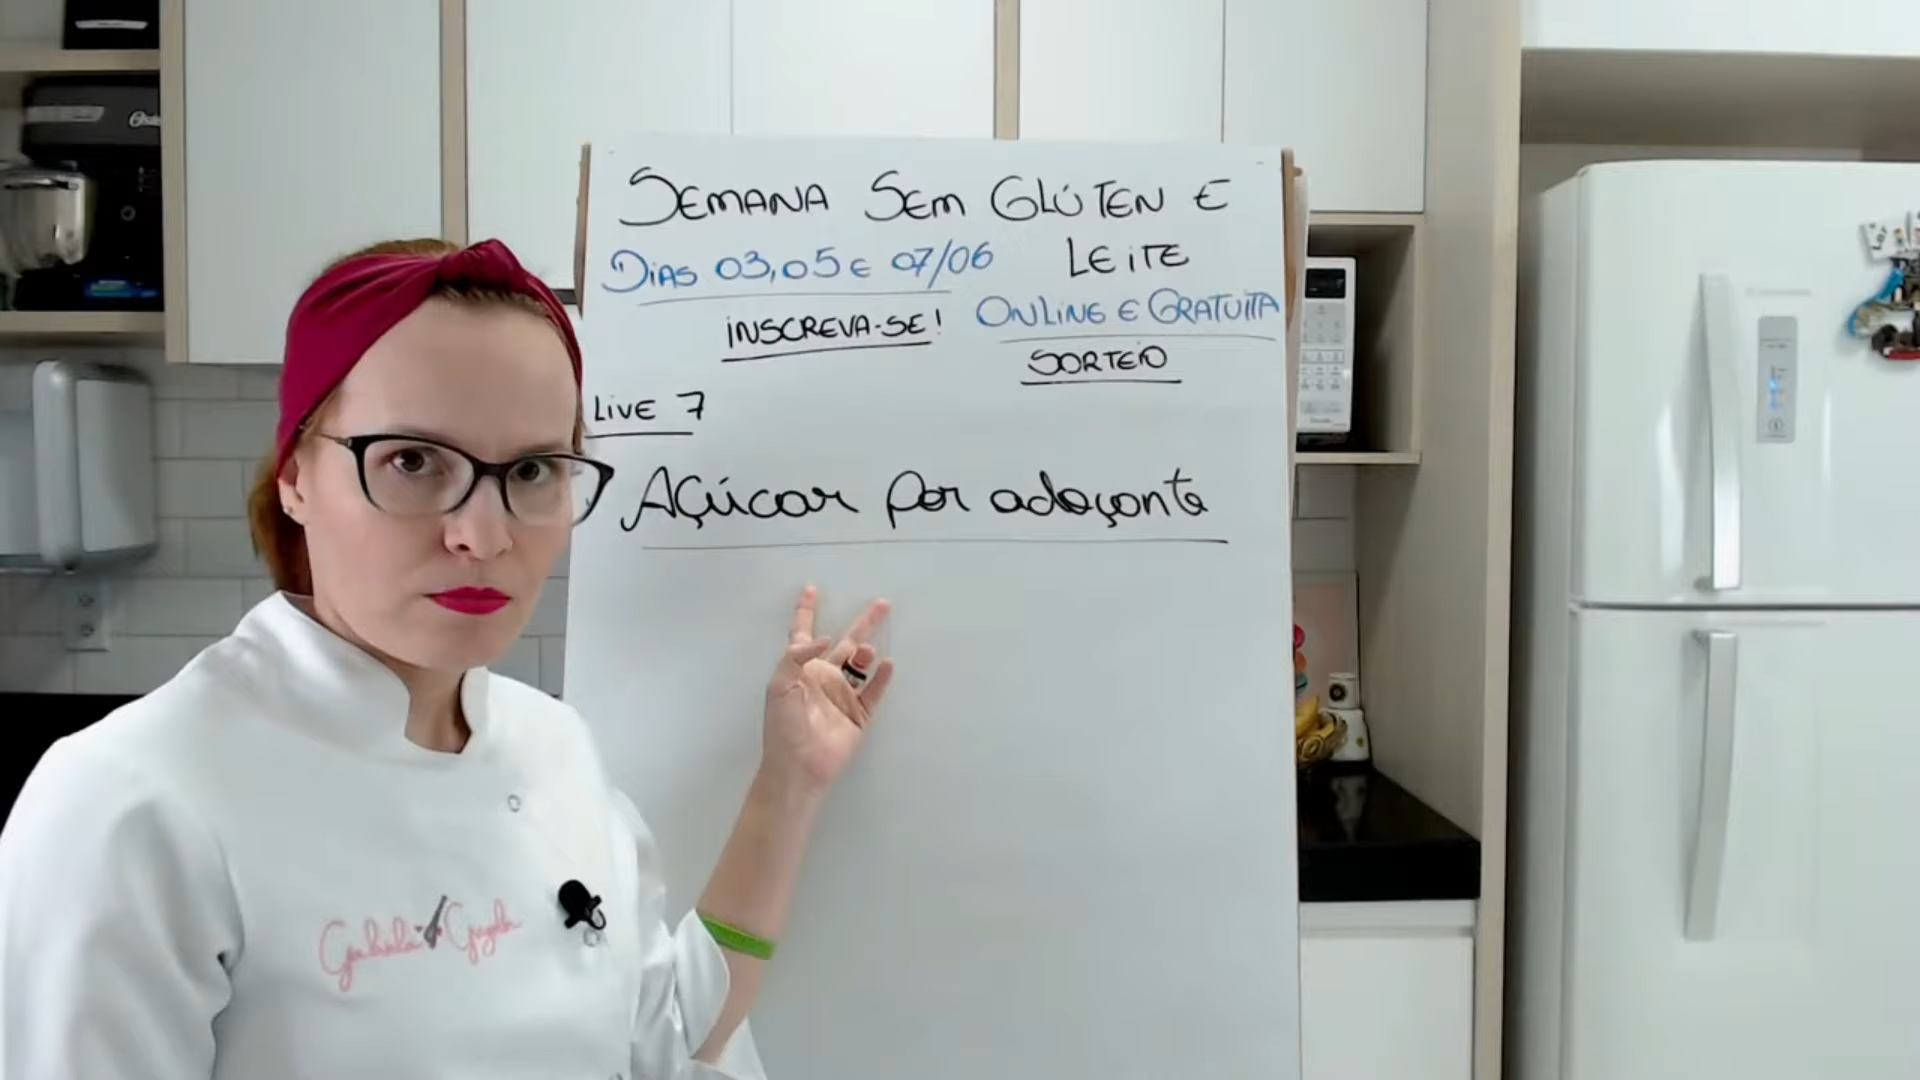 SEMANA SEM GLÚTEN E
LEITE
DIAS 03,05 E 07/06
ONLINE E GRATUITA
INSCREVA-SE!
SORTEIO
LIVE 7
AÇÚcar por adoçante